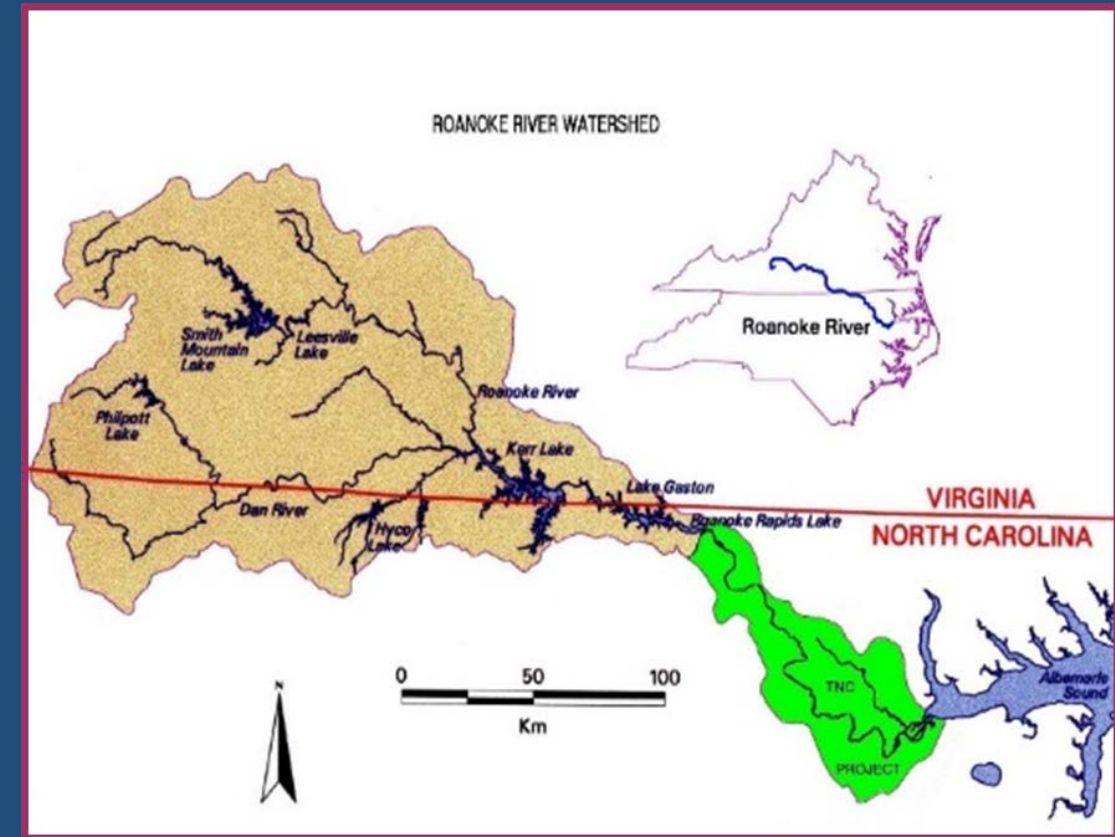 ROANOKE RIVER WATERSHED
Roanoke River
Smith
Mountain
Lake
Leesville
Lake
Philpott
Lake
Roanoke River
Kerr Lake
Lake Gaston
Roanoke Rapids Lake
VIRGINIA
NORTH CAROLINA
Dan River
Hyco
Lake
0 50 100
Km
N
TNC
PROJECT
Albemarle
Sound